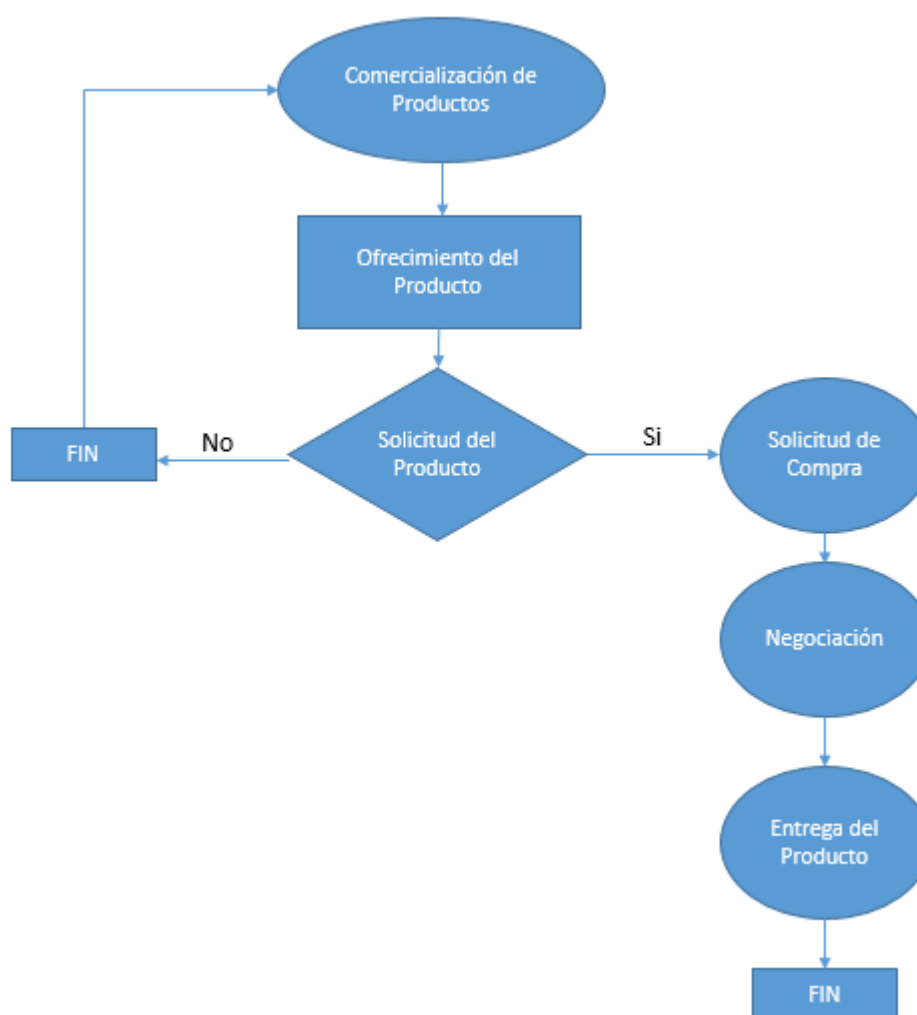 Comercialización de
Productos
Ofrecimiento del
Producto
Solicitud del
Producto
No
FIN
Si
Solicitud de
Compra
Negociación
Entrega del
Producto
FIN